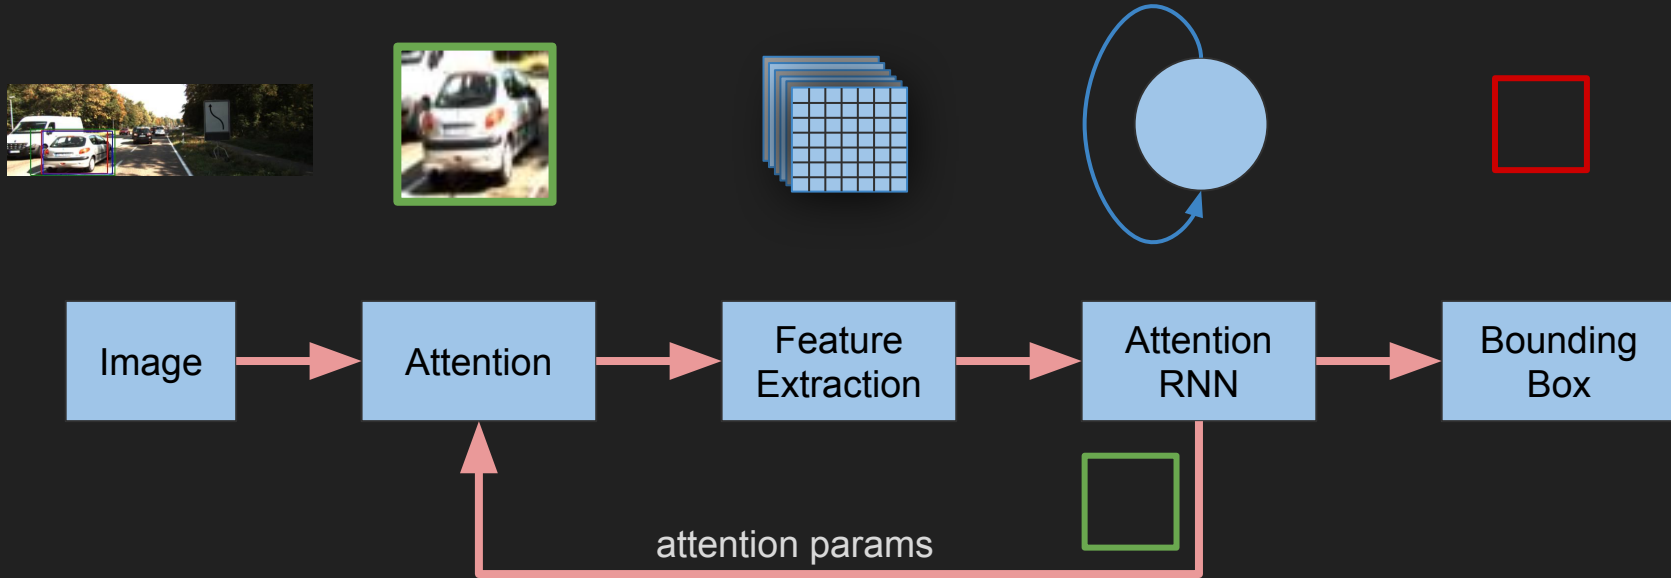 Image
Attention
Feature
Extraction
Attention
RNN
Bounding
Box
attention params